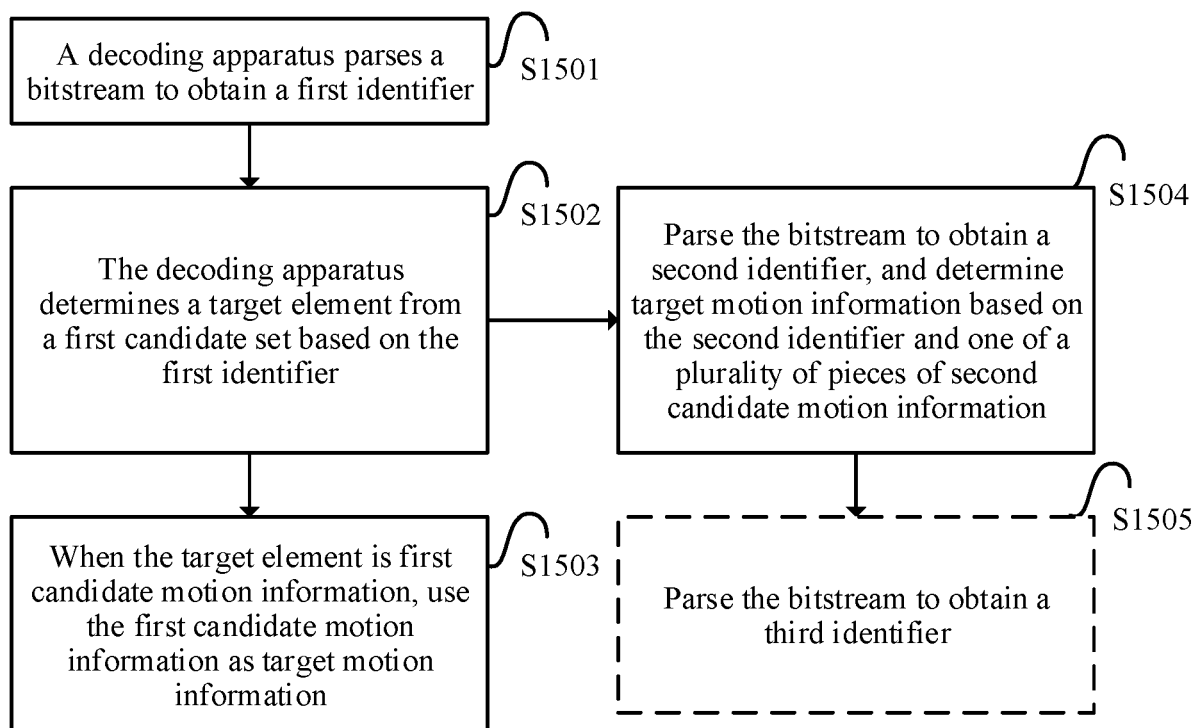 A decoding apparatus parses a
bitstream to obtain a first identifier
S1501
The decoding apparatus
determines a target element from
a first candidate set based on the
first identifier
S1502
Parse the bitstream to obtain a
second identifier, and determine
target motion information based on
the second identifier and one of a
plurality of pieces of second
candidate motion information
S1504
When the target element is first
candidate motion information, use
the first candidate motion
information as target motion
information
S1503
Parse the bitstream to obtain a
third identifier
S1505